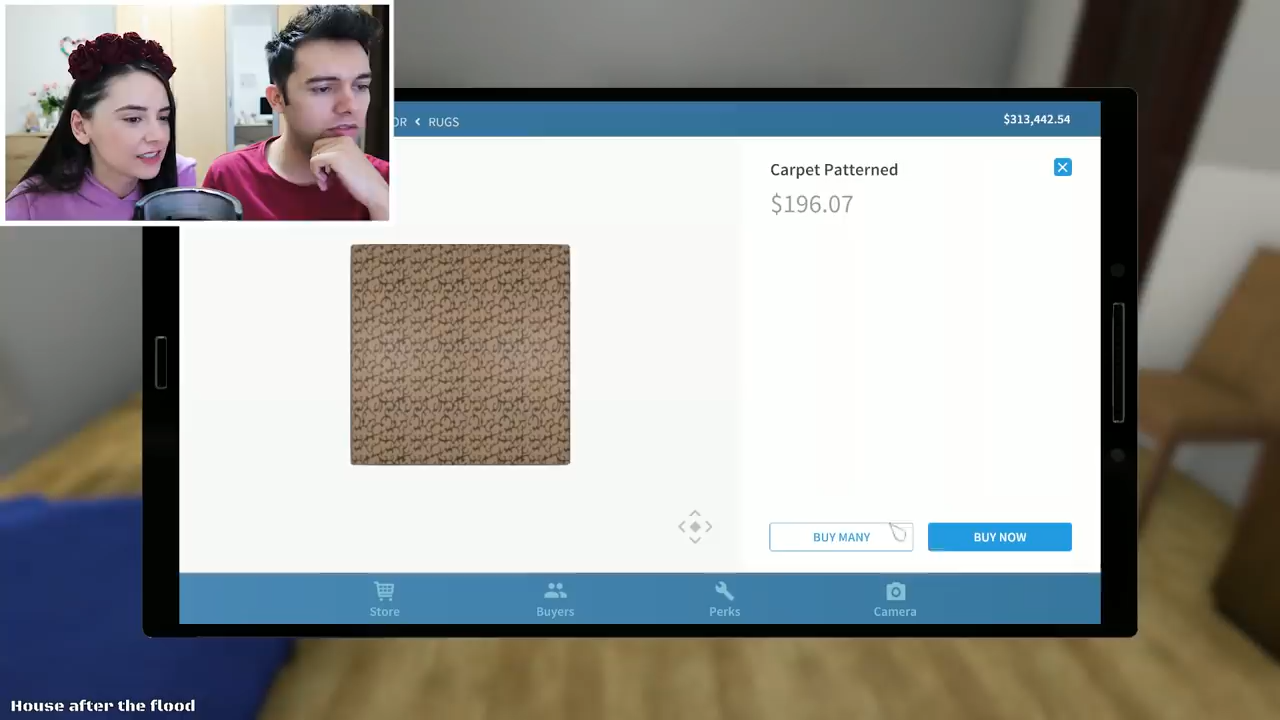 OR < RUGS
$313,442.54
Carpet Patterned
$196.07
BUY MANY
BUY NOW
Store
Buyers
Perks
Camera
House after the flood